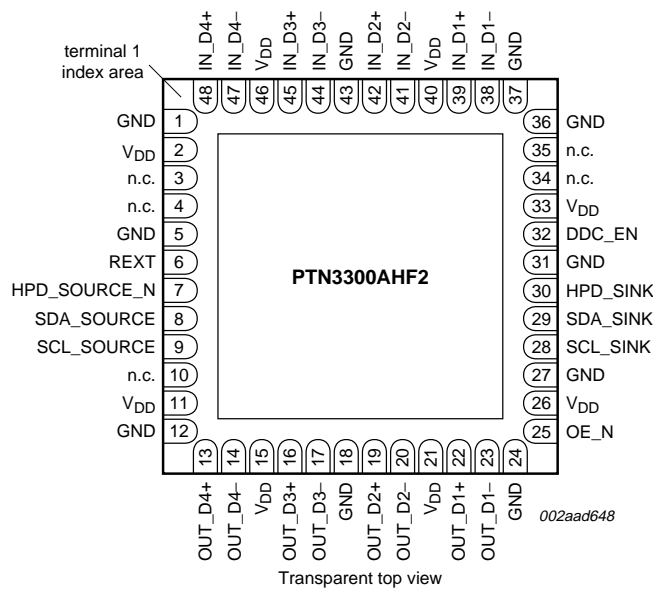 terminal 1
index area
IN_D4+
IN_D4−
VDD
IN_D3+
IN_D3−
GND
IN_D2+
IN_D2−
VDD
IN_D1+
IN_D1−
GND
48
47
46
45
44
43
42
41
40
39
38
37
GND 1
VDD 2
n.c. 3
n.c. 4
GND 5
REXT 6
HPD_SOURCE_N 7
SDA_SOURCE 8
SCL_SOURCE 9
n.c. 10
VDD 11
GND 12
PTN3300AHF2
36 GND
35 n.c.
34 n.c.
33 VDD
32 DDC_EN
31 GND
30 HPD_SINK
29 SDA_SINK
28 SCL_SINK
27 GND
26 VDD
25 OE_N
13
14
15
16
17
18
19
20
21
22
23
24
OUT_D4+
OUT_D4−
VDD
OUT_D3+
OUT_D3−
GND
OUT_D2+
OUT_D2−
VDD
OUT_D1+
OUT_D1−
GND
002aad648
Transparent top view